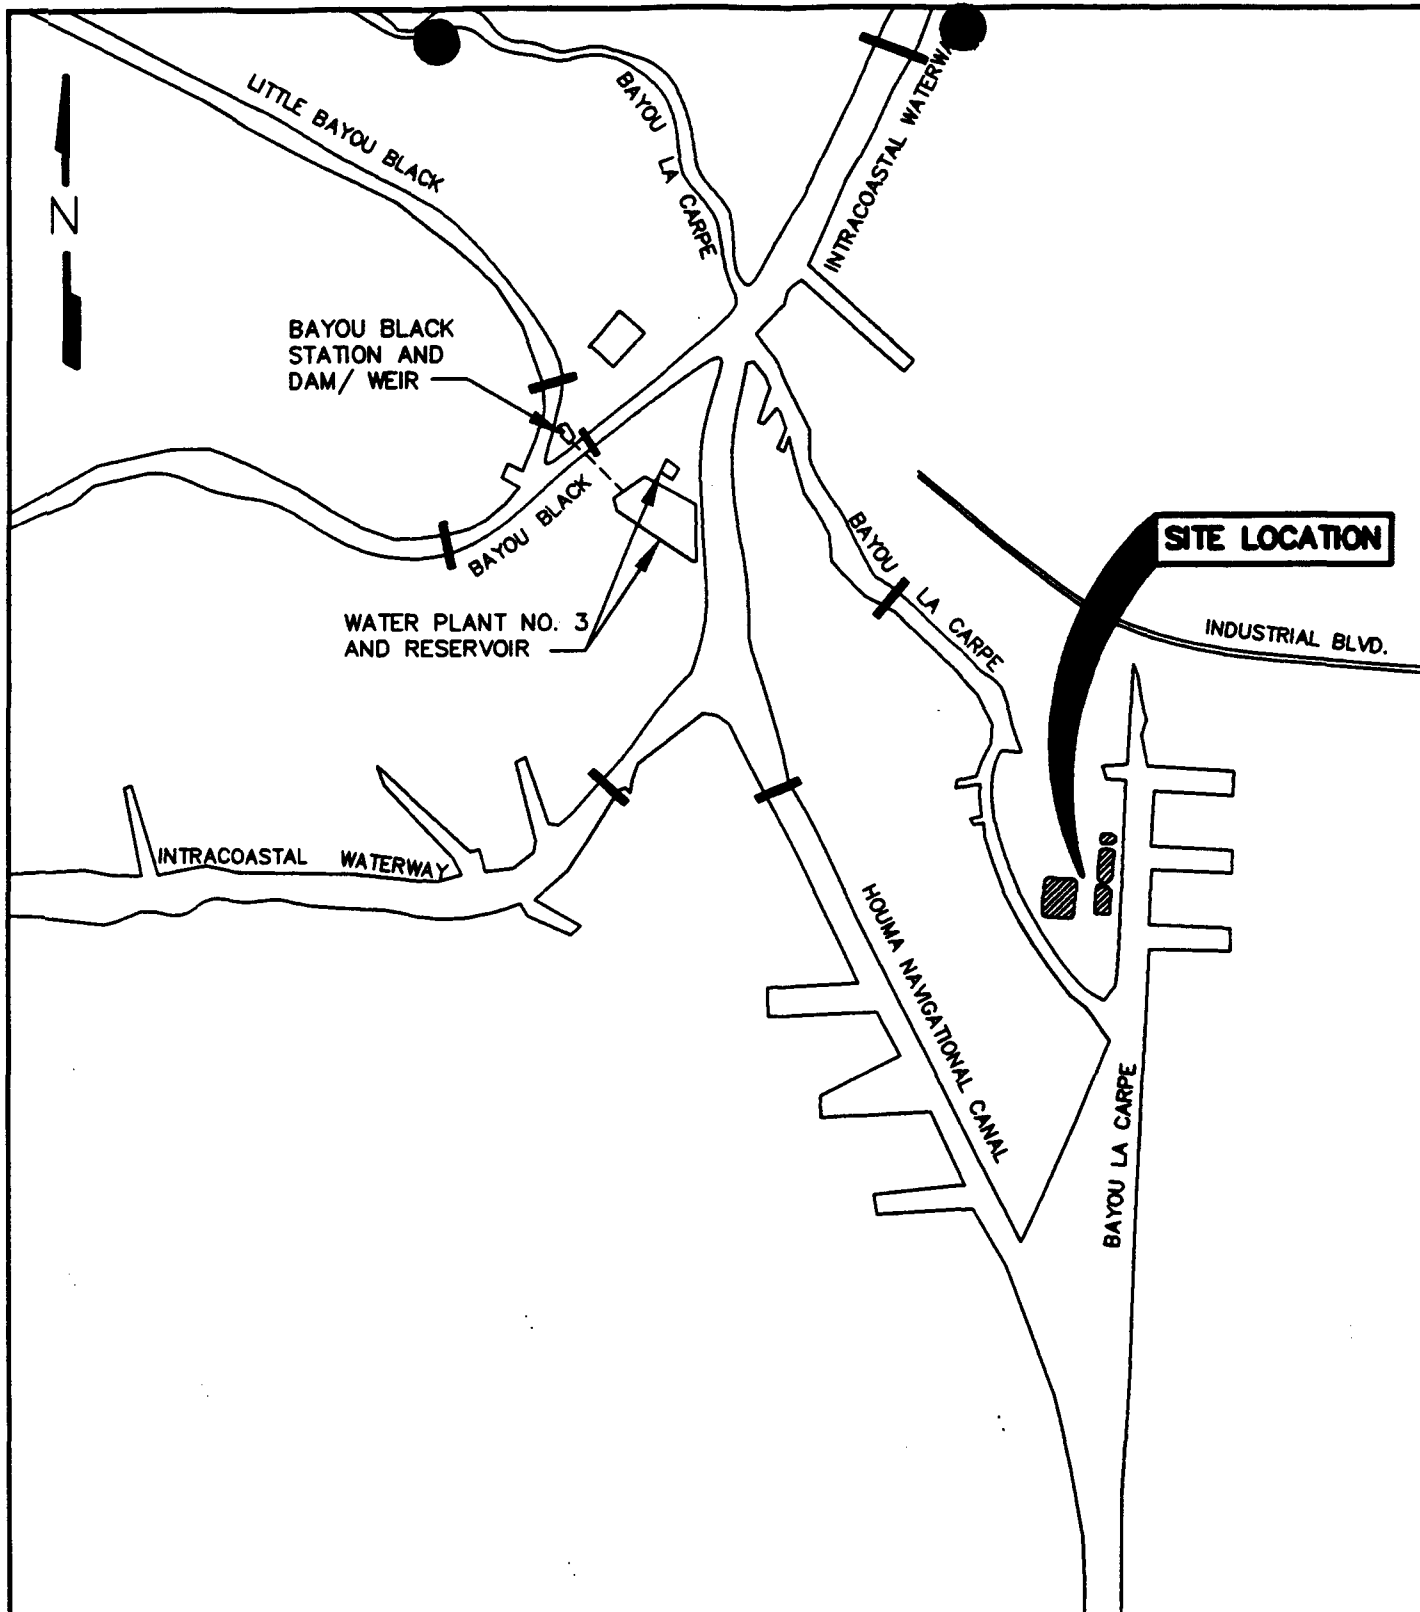 LITTLE BAYOU BLACK
BAYOU LA CARPE
INTRACOASTAL WATERWAY
N
BAYOU BLACK
STATION AND
DAM/ WEIR
BAYOU BLACK
BAYOU LA CARPE
SITE LOCATION
WATER PLANT NO. 3
AND RESERVOIR
INDUSTRIAL BLVD.
INTRACOASTAL WATERWAY
HOUMA NAVIGATIONAL CANAL
BAYOU LA CARPE